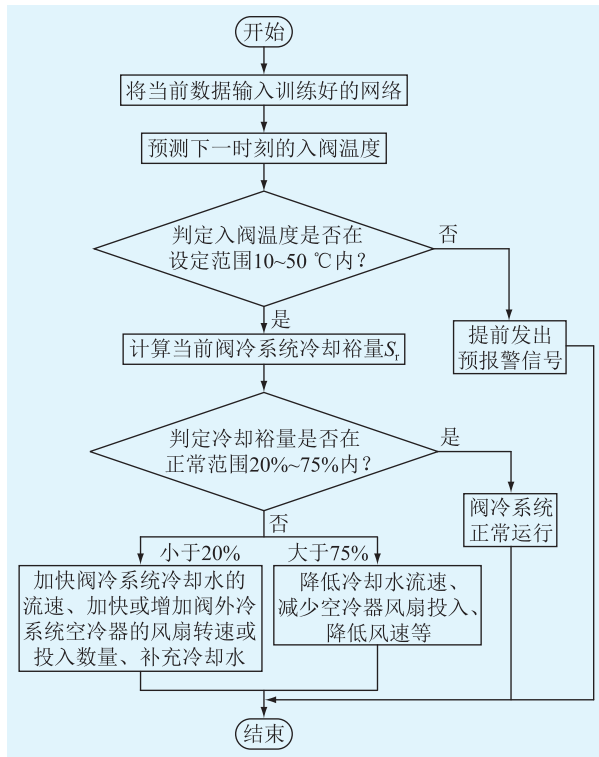 开始
将当前数据输入训练好的网络
预测下一时刻的入阀温度
判定入阀温度是否在
设定范围10~50 ℃内？
否
是
提前发出
预报警信号
计算当前阀冷系统冷却裕量Sr
判定冷却裕量是否在
正常范围20%~75%内？
是
否
阀冷系统
正常运行
小于20%
大于75%
加快阀冷系统冷却水的
流速、加快或增加阀外冷
系统空冷器的风扇转速或
投入数量、补充冷却水
降低冷却水流速、
减少空冷器风扇投入、
降低风速等
结束